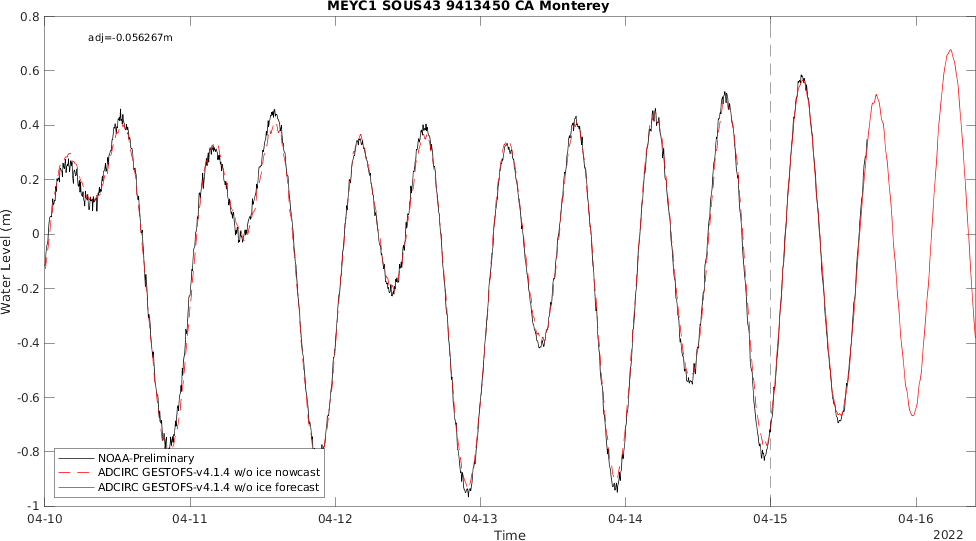 MEYC1 SOUS43 9413450 CA Monterey
adj=-0.056267m
Water Level (m)
0.8
0.6
0.4
0.2
0
-0.2
-0.4
-0.6
-0.8
-1
NOAA-Preliminary
ADCIRC GESTOFS-v4.1.4 w/o ice nowcast
ADCIRC GESTOFS-v4.1.4 w/o ice forecast
04-10 04-11 04-12 04-13 04-14 04-15 04-16
Time
2022